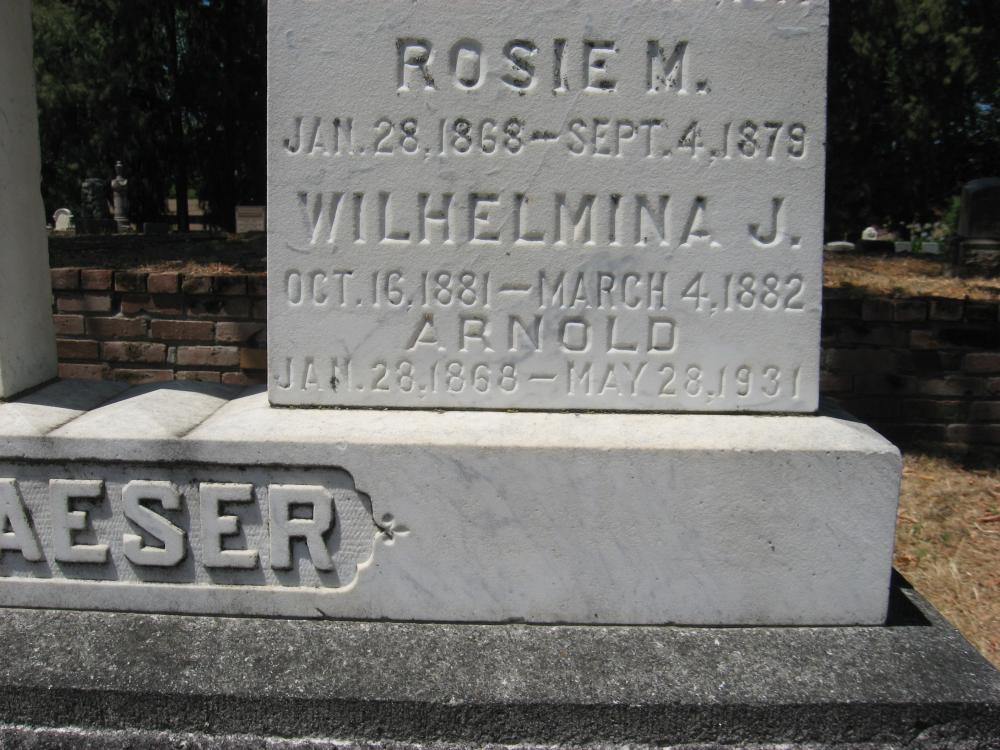 ROSIE M.
JAN. 28, 1868 — SEPT. 4, 1879
WILHELMINA J.
OCT. 16, 1881 — MARCH 4, 1882
ARNOLD
JAN. 28, 1868 — MAY 28, 1931
AESER